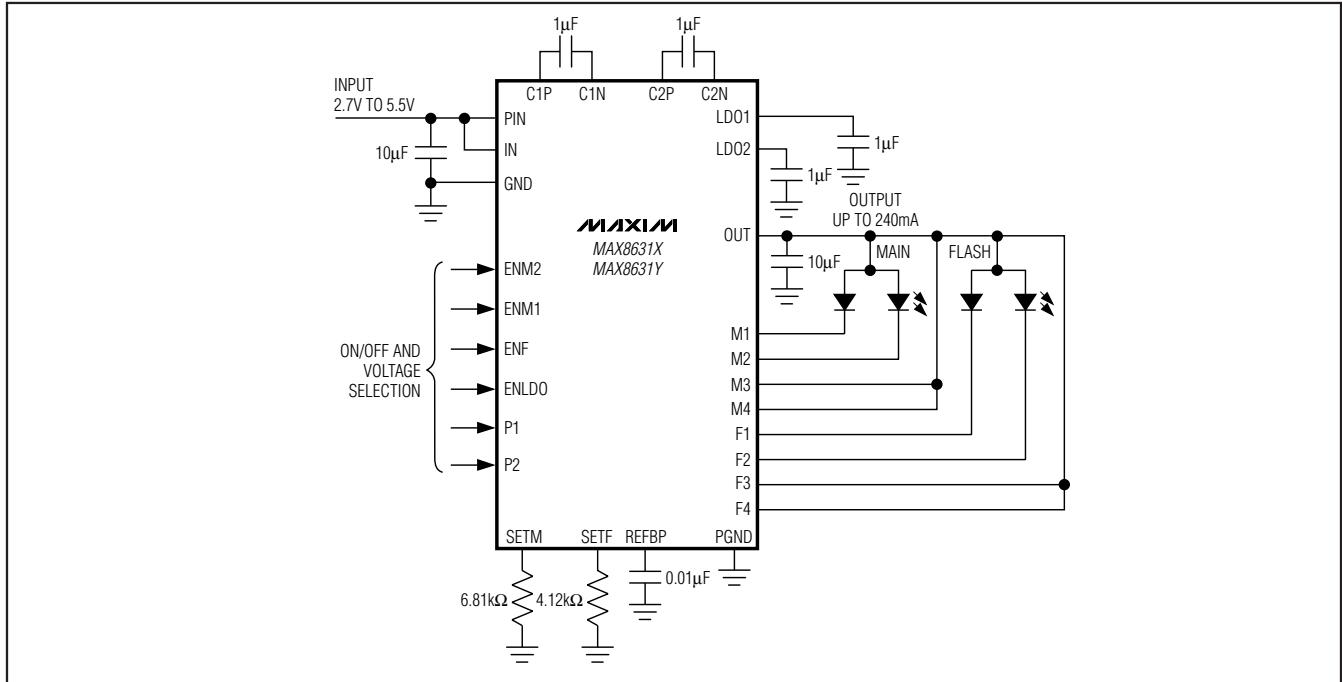 1µF
1µF
INPUT
2.7V TO 5.5V
C1P
C1N
C2P
C2N
PIN
LDO1
10µF
IN
LDO2
1µF
GND
1µF
OUTPUT
UP TO 240mA
MAXIM
MAX8631X
MAX8631Y
OUT
MAIN
FLASH
10µF
ENM2
ENM1
ENF
ENLDO
P1
P2
ON/OFF AND
VOLTAGE
SELECTION
M1
M2
M3
M4
F1
F2
F3
F4
SETM
SETF
REFBP
PGND
6.81kΩ
4.12kΩ
0.01µF